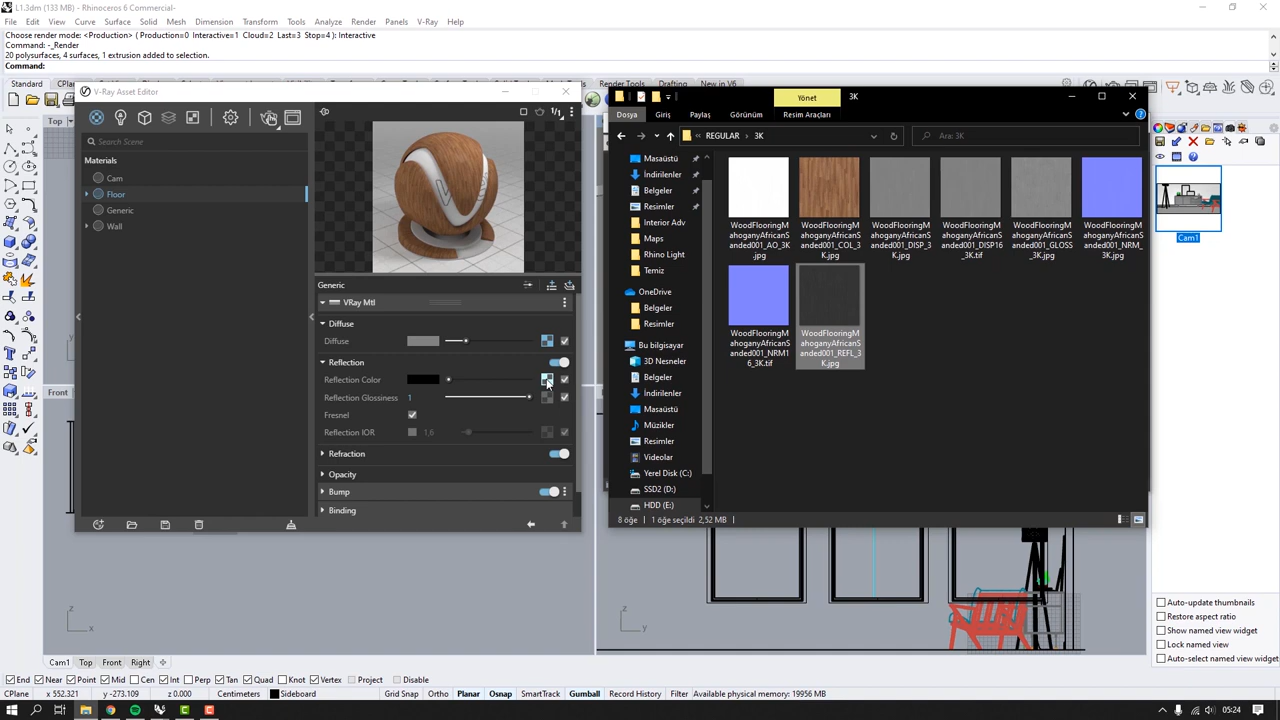 L1.3dm (133 MB) - Rhinoceros 6 Commercial-
File Edit View Curve Surface Solid Mesh Dimension Transform Tools Analyze Render Panels V-Ray Help
Choose render mode: <Production> ( Production=0 Interactive=1 Cloud=2 Last=3 Stop=4 ): Interactive
Command: -_Render
20 polysurfaces, 4 surfaces, 1 extrusion added to selection.
Command:
Standard
Render Tools
Drafting
New in V6
Top
V-Ray Asset Editor
1/1
Search Scene
Materials
Cam
Floor
Generic
Wall
Generic
VRay Mtl
Diffuse
Diffuse
Reflection
Reflection Color
Reflection Glossiness 1
Fresnel
Reflection IOR 1,6
Refraction
Opacity
Bump
Binding
Yönet 3K
Dosya Giriş Paylaş Görünüm Resim Araçları
REGULAR 3K
Ara: 3K
Masaüstü
İndirilenler
Belgeler
Resimler
Interior Adv
Maps
Rhino Light
Temiz
OneDrive
Belgeler
Resimler
Bu bilgisayar
3D Nesneler
Belgeler
İndirilenler
Masaüstü
Müzikler
Resimler
Videolar
Yerel Disk (C:)
SSD2 (D:)
HDD (E:)
WoodFlooringMahoganyAfricanSanded001_AO_3K.jpg
WoodFlooringMahoganyAfricanSanded001_COL_3K.jpg
WoodFlooringMahoganyAfricanSanded001_DISP_3K.jpg
WoodFlooringMahoganyAfricanSanded001_DISP16_3K.tif
WoodFlooringMahoganyAfricanSanded001_GLOSS_3K.jpg
WoodFlooringMahoganyAfricanSanded001_NRM_3K.jpg
WoodFlooringMahoganyAfricanSanded001_NRM16_3K.tif
WoodFlooringMahoganyAfricanSanded001_REFL_3K.jpg
8 öğe 1 öğe seçildi 2,52 MB
Cam1
Front
z
x
z
y
Auto-update thumbnails
Restore aspect ratio
Show named view widget
Lock named view
Auto-select named view widget
Cam1 Top Front Right
End Near Point Mid Cen Int Perp Tan Quad Knot Vertex Project Disable
CPlane x 552.321 y -273.109 z 0.000 Centimeters Sideboard Grid Snap Ortho Planar Osnap SmartTrack Gumball Record History Filter Available physical memory: 19956 MB
05:24